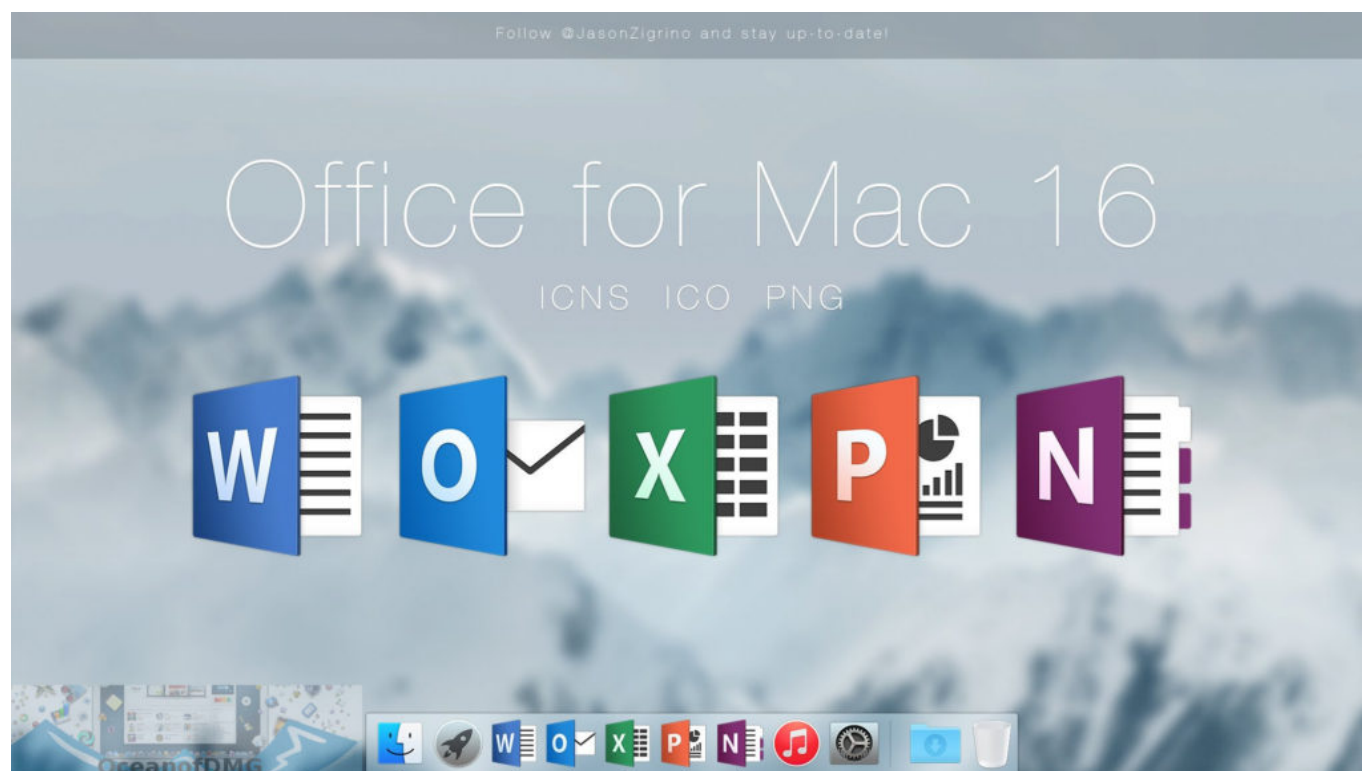 Follow @JasonZigrino and stay up-to-date!
Office for Mac 16
ICNS ICO PNG
W O X P N
OceanofDMG
W O X P N